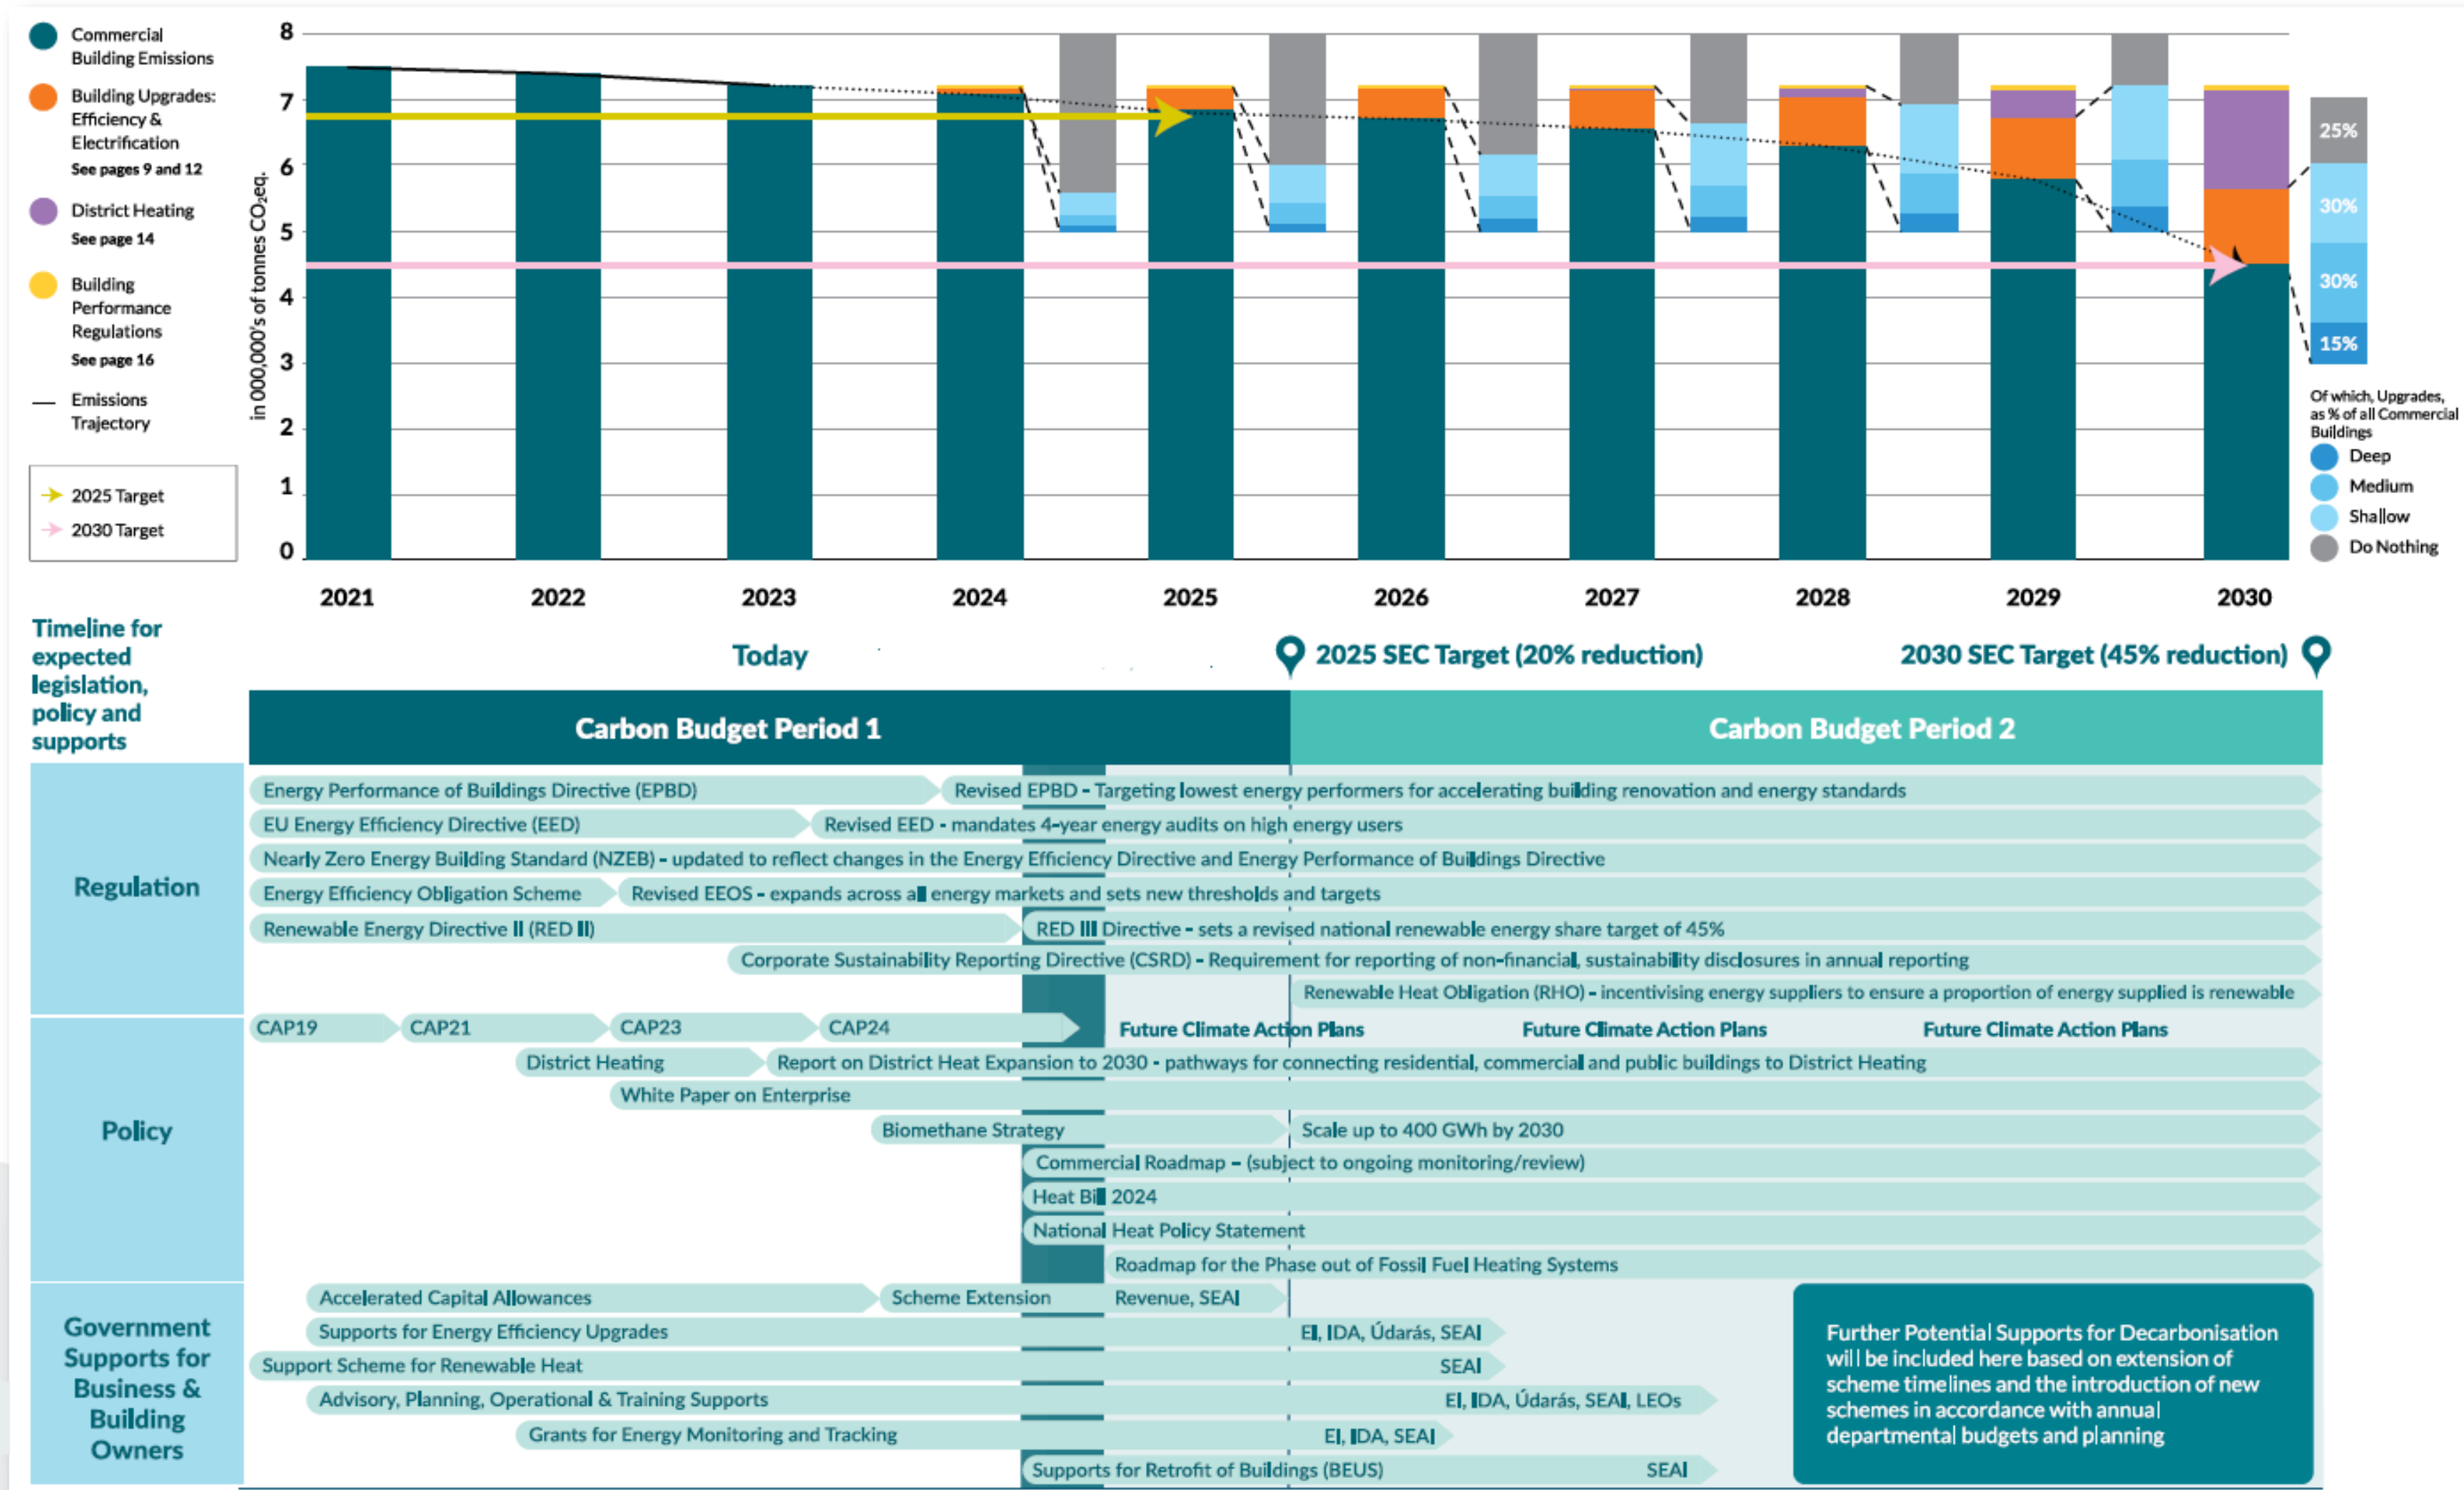 Commercial
Building Emissions
Building Upgrades:
Efficiency &
Electrification
See pages 9 and 12
District Heating
See page 14
Building
Performance
Regulations
See page 16
Emissions
Trajectory
2025 Target
2030 Target
in 000,000's of tonnes CO₂eq.
8
7
6
5
4
3
2
1
0
2021 2022 2023 2024 2025 2026 2027 2028 2029 2030
25%
30%
30%
15%
Of which, Upgrades,
as % of all Commercial
Buildings
Deep
Medium
Shallow
Do Nothing
Timeline for
expected
legislation,
policy and
supports
Today
2025 SEC Target (20% reduction)
2030 SEC Target (45% reduction)
Carbon Budget Period 1
Carbon Budget Period 2
Regulation
Energy Performance of Buildings Directive (EPBD)
Revised EPBD - Targeting lowest energy performers for accelerating building renovation and energy standards
EU Energy Efficiency Directive (EED)
Revised EED - mandates 4-year energy audits on high energy users
Nearly Zero Energy Building Standard (NZEB) - updated to reflect changes in the Energy Efficiency Directive and Energy Performance of Buildings Directive
Energy Efficiency Obligation Scheme
Revised EEOS - expands across all energy markets and sets new thresholds and targets
Renewable Energy Directive II (RED II)
RED III Directive - sets a revised national renewable energy share target of 45%
Corporate Sustainability Reporting Directive (CSRD) - Requirement for reporting of non-financial, sustainability disclosures in annual reporting
Renewable Heat Obligation (RHO) - incentivising energy suppliers to ensure a proportion of energy supplied is renewable
Policy
CAP19
CAP21
CAP23
CAP24
Future Climate Action Plans
Future Climate Action Plans
Future Climate Action Plans
District Heating
Report on District Heat Expansion to 2030 - pathways for connecting residential, commercial and public buildings to District Heating
White Paper on Enterprise
Biomethane Strategy
Scale up to 400 GWh by 2030
Commercial Roadmap – (subject to ongoing monitoring/review)
Heat Bill 2024
National Heat Policy Statement
Roadmap for the Phase out of Fossil Fuel Heating Systems
Government
Supports for
Business &
Building
Owners
Accelerated Capital Allowances
Scheme Extension
Revenue, SEAI
Supports for Energy Efficiency Upgrades
EI, IDA, Údarás, SEAI
Support Scheme for Renewable Heat
SEAI
Advisory, Planning, Operational & Training Supports
EI, IDA, Údarás, SEAI, LEOs
Grants for Energy Monitoring and Tracking
EI, IDA, SEAI
Supports for Retrofit of Buildings (BEUS)
SEAI
Further Potential Supports for Decarbonisation
will be included here based on extension of
scheme timelines and the introduction of new
schemes in accordance with annual
departmental budgets and planning